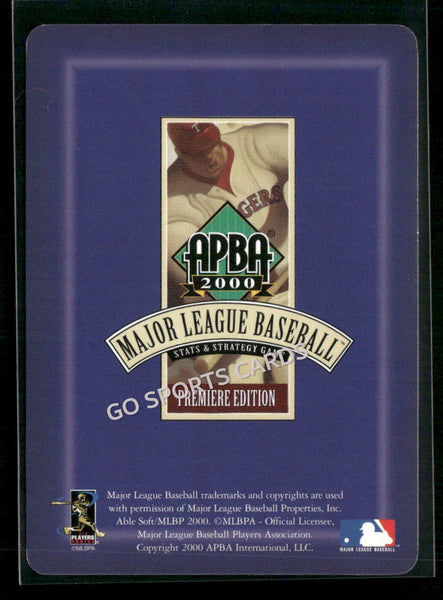 T
GERS
APBA®
2000
MAJOR LEAGUE BASEBALL™
STATS & STRATEGY GAME
PREMIERE EDITION
GO SPORTS CARDS
Major League Baseball trademarks and copyrights are used
with permission of Major League Baseball Properties, Inc.
Able Soft/MLBP 2000. ©MLBPA - Official Licensee,
Major League Baseball Players Association.
Copyright 2000 APBA International, LLC.
PLAYERS
CHOICE
©MLBPA
MAJOR LEAGUE BASEBALL